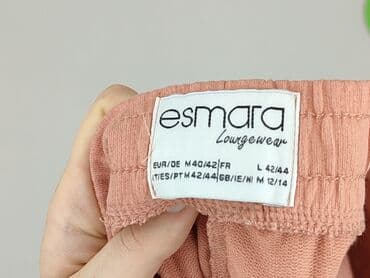 esmara
Loungewear
EUR/DE M 40/42 FR L 42/44
IT/ES/PT M 42/44 GB/IE/NI M 12/14